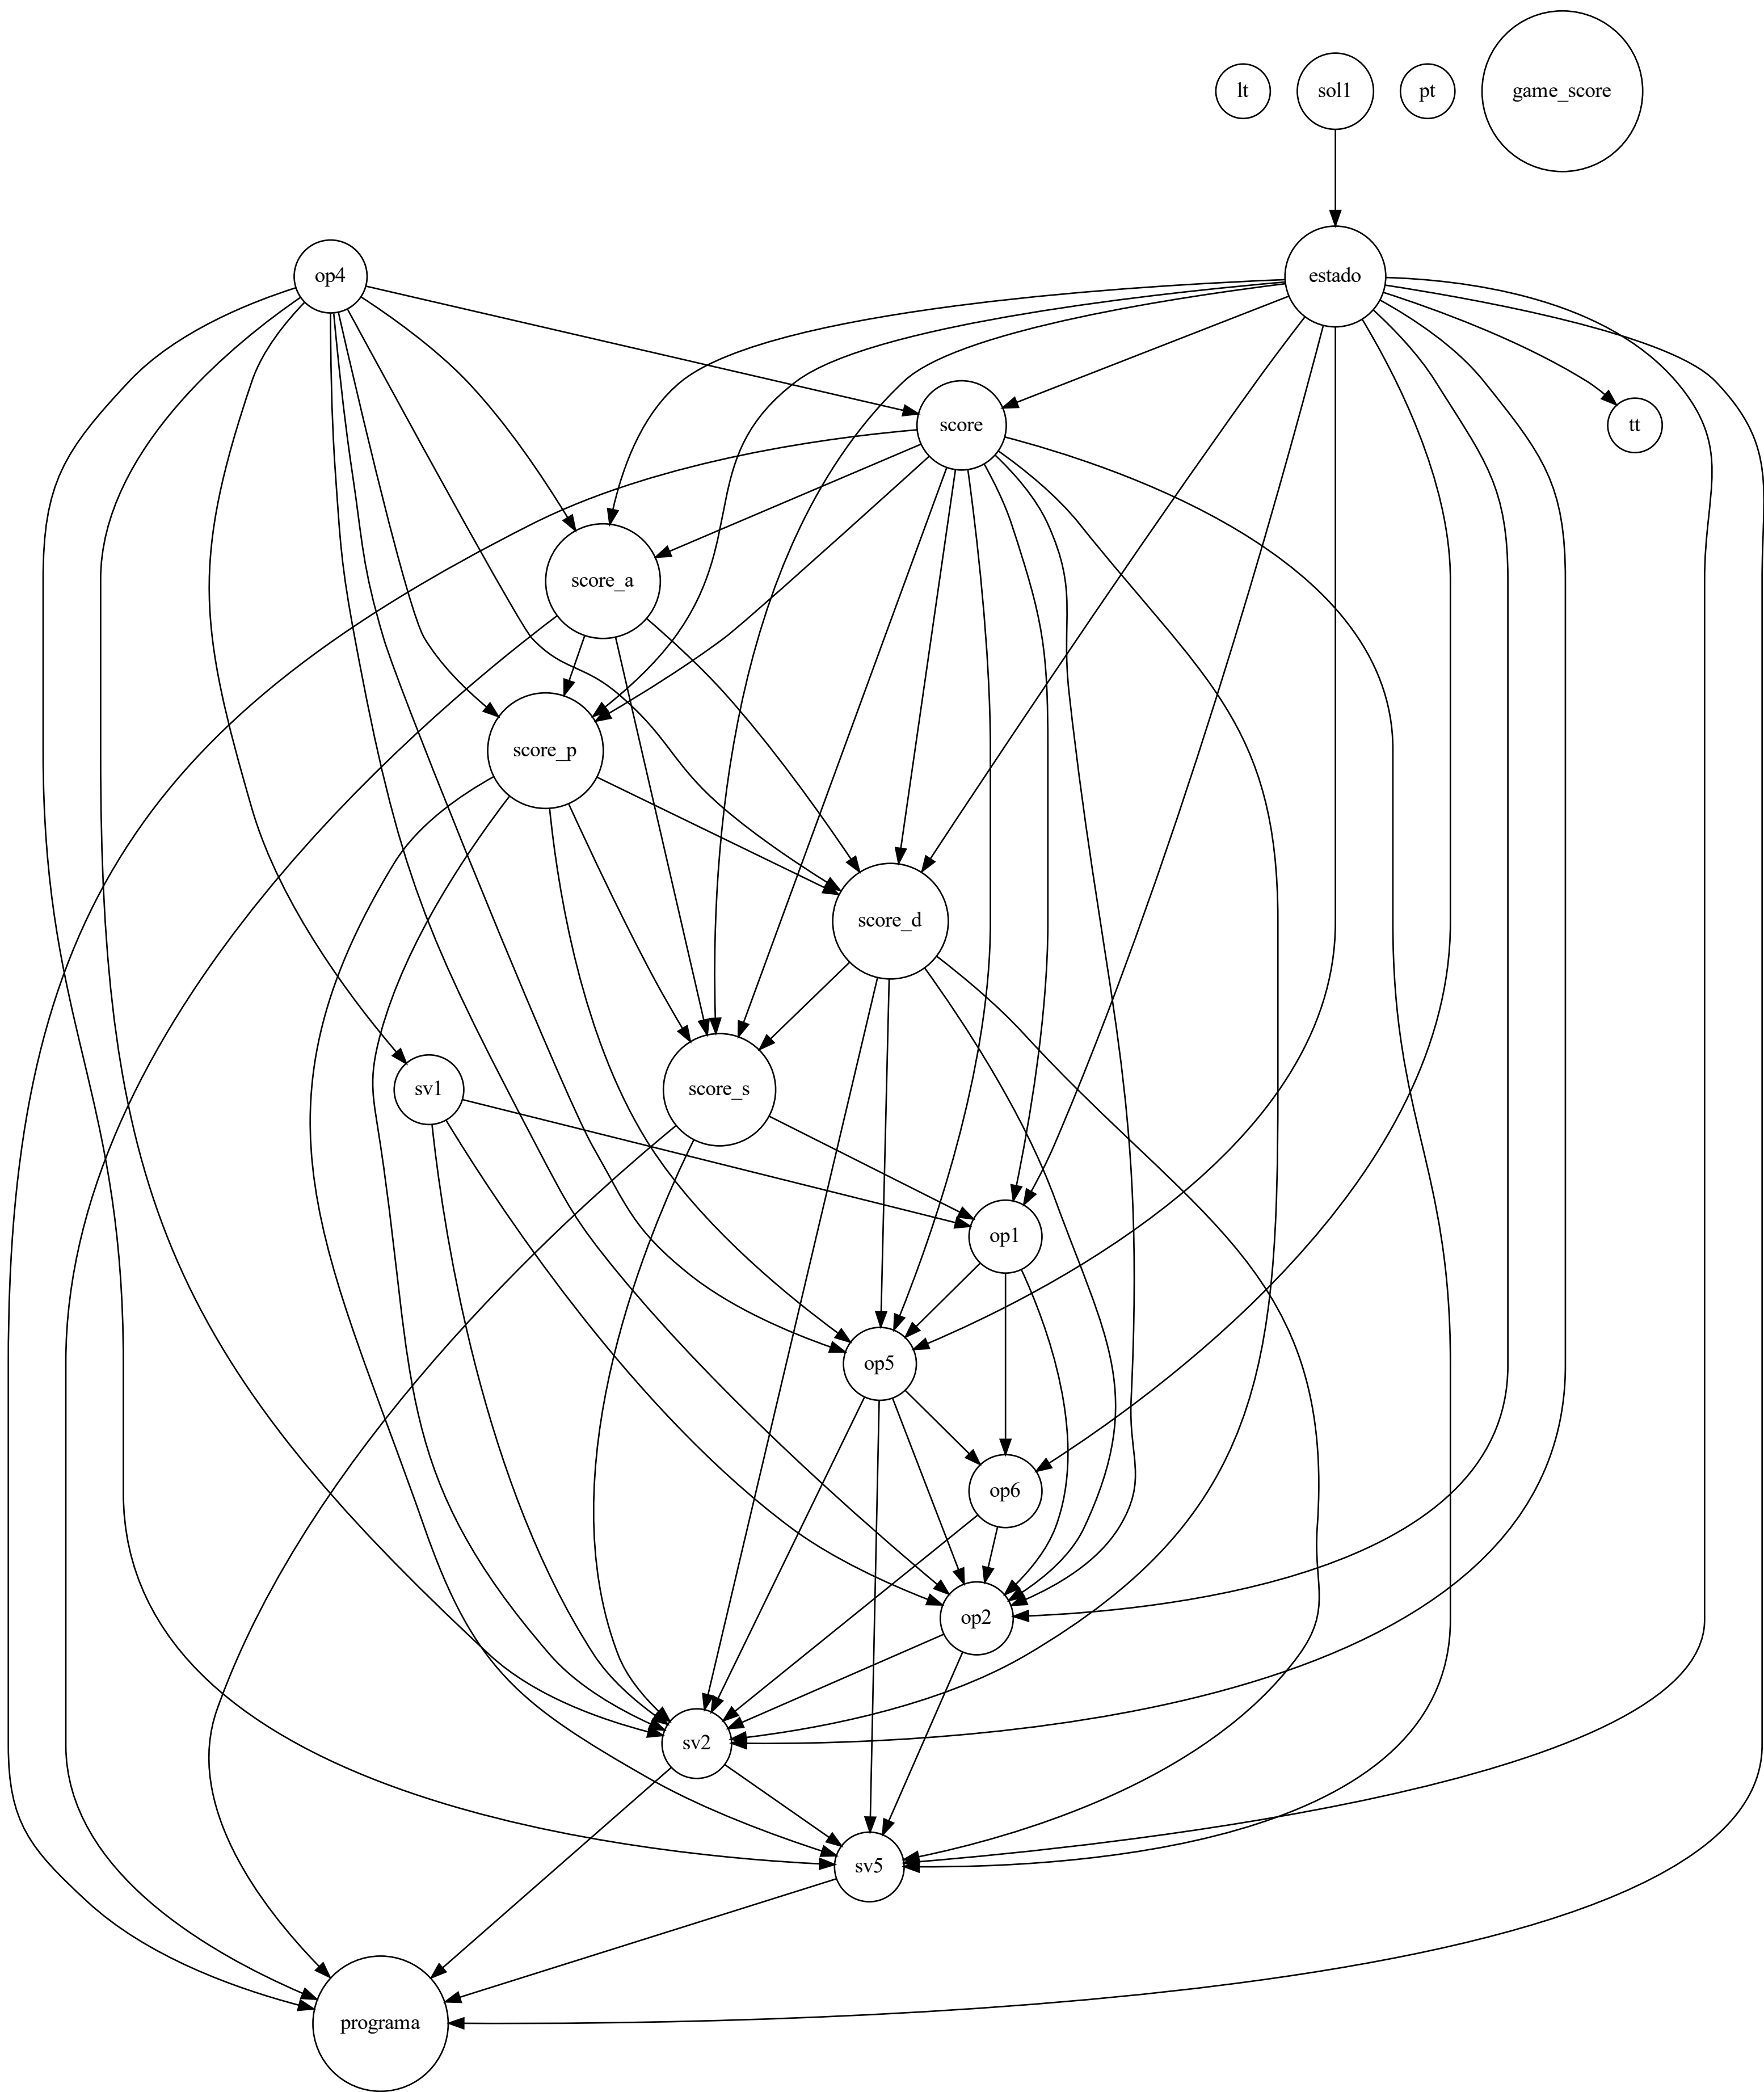 lt
sol1
pt
game_score
op4
estado
score
tt
score_a
score_p
score_d
sv1
score_s
op1
op5
op6
op2
sv2
sv5
programa